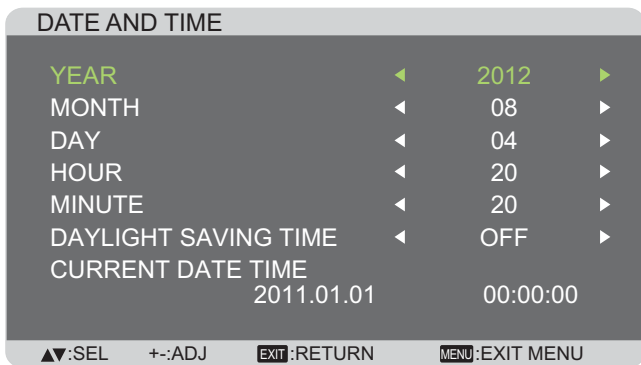 DATE AND TIME
YEAR ◀ 2012 ▶
MONTH ◀ 08 ▶
DAY ◀ 04 ▶
HOUR ◀ 20 ▶
MINUTE ◀ 20 ▶
DAYLIGHT SAVING TIME ◀ OFF ▶
CURRENT DATE TIME
2011.01.01 00:00:00
▲▼:SEL +-:ADJ EXIT:RETURN MENU:EXIT MENU